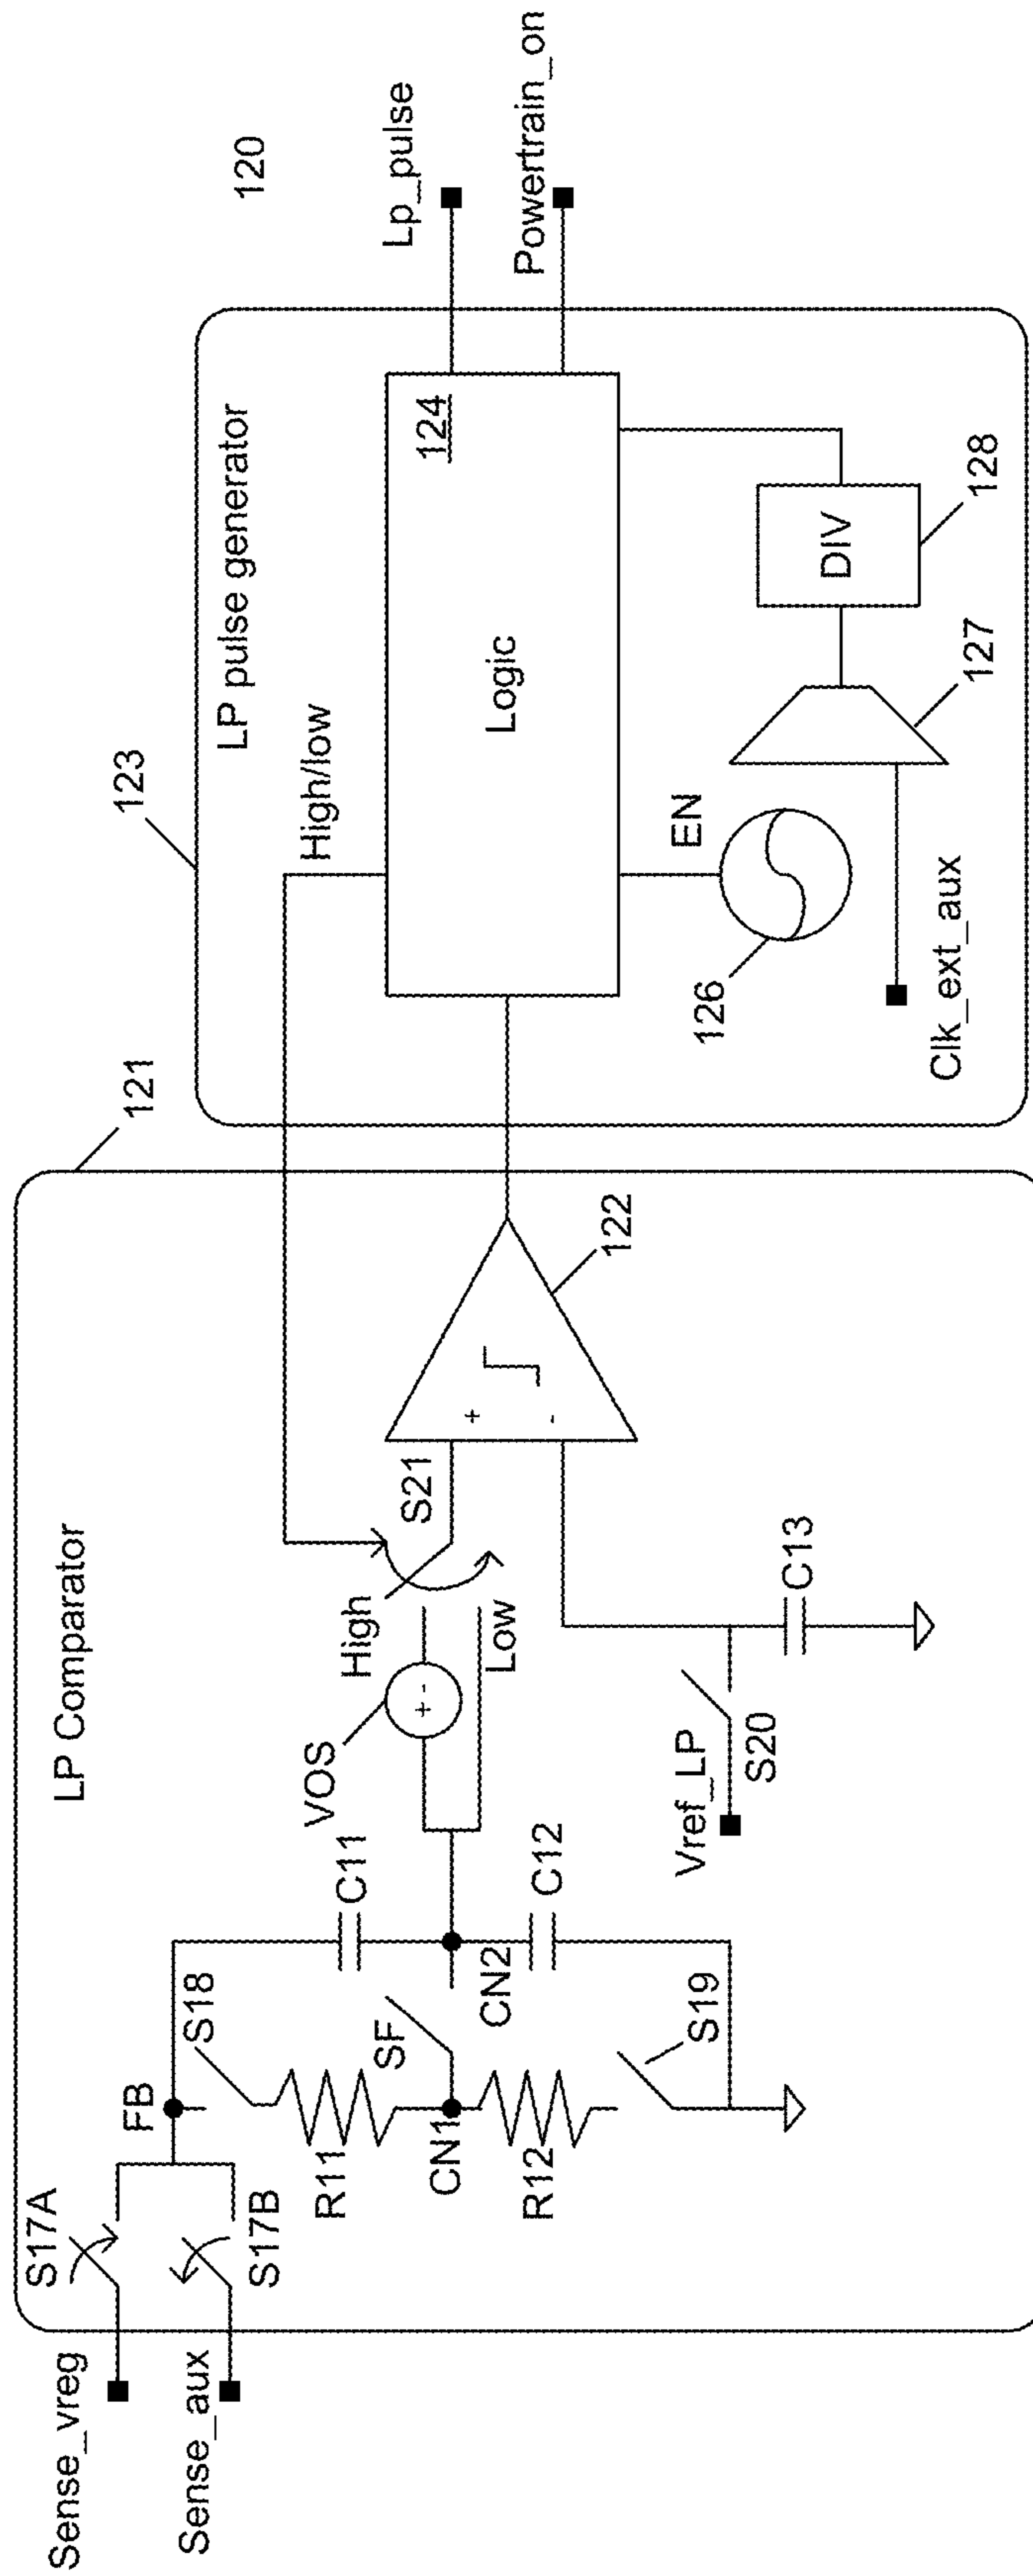 120
123
121
LP Comparator
LP pulse generator
Sense_vreg
Sense_aux
S17A
S17B
FB
S18
R11
SF
CN1
CN2
R12
S19
C11
C12
VOS
+ -
High
Low
S21
+
-
122
Vref_LP
S20
C13
High/low
Logic
124
Lp_pulse
Powertrain_on
EN
126
Clk_ext_aux
127
DIV
128